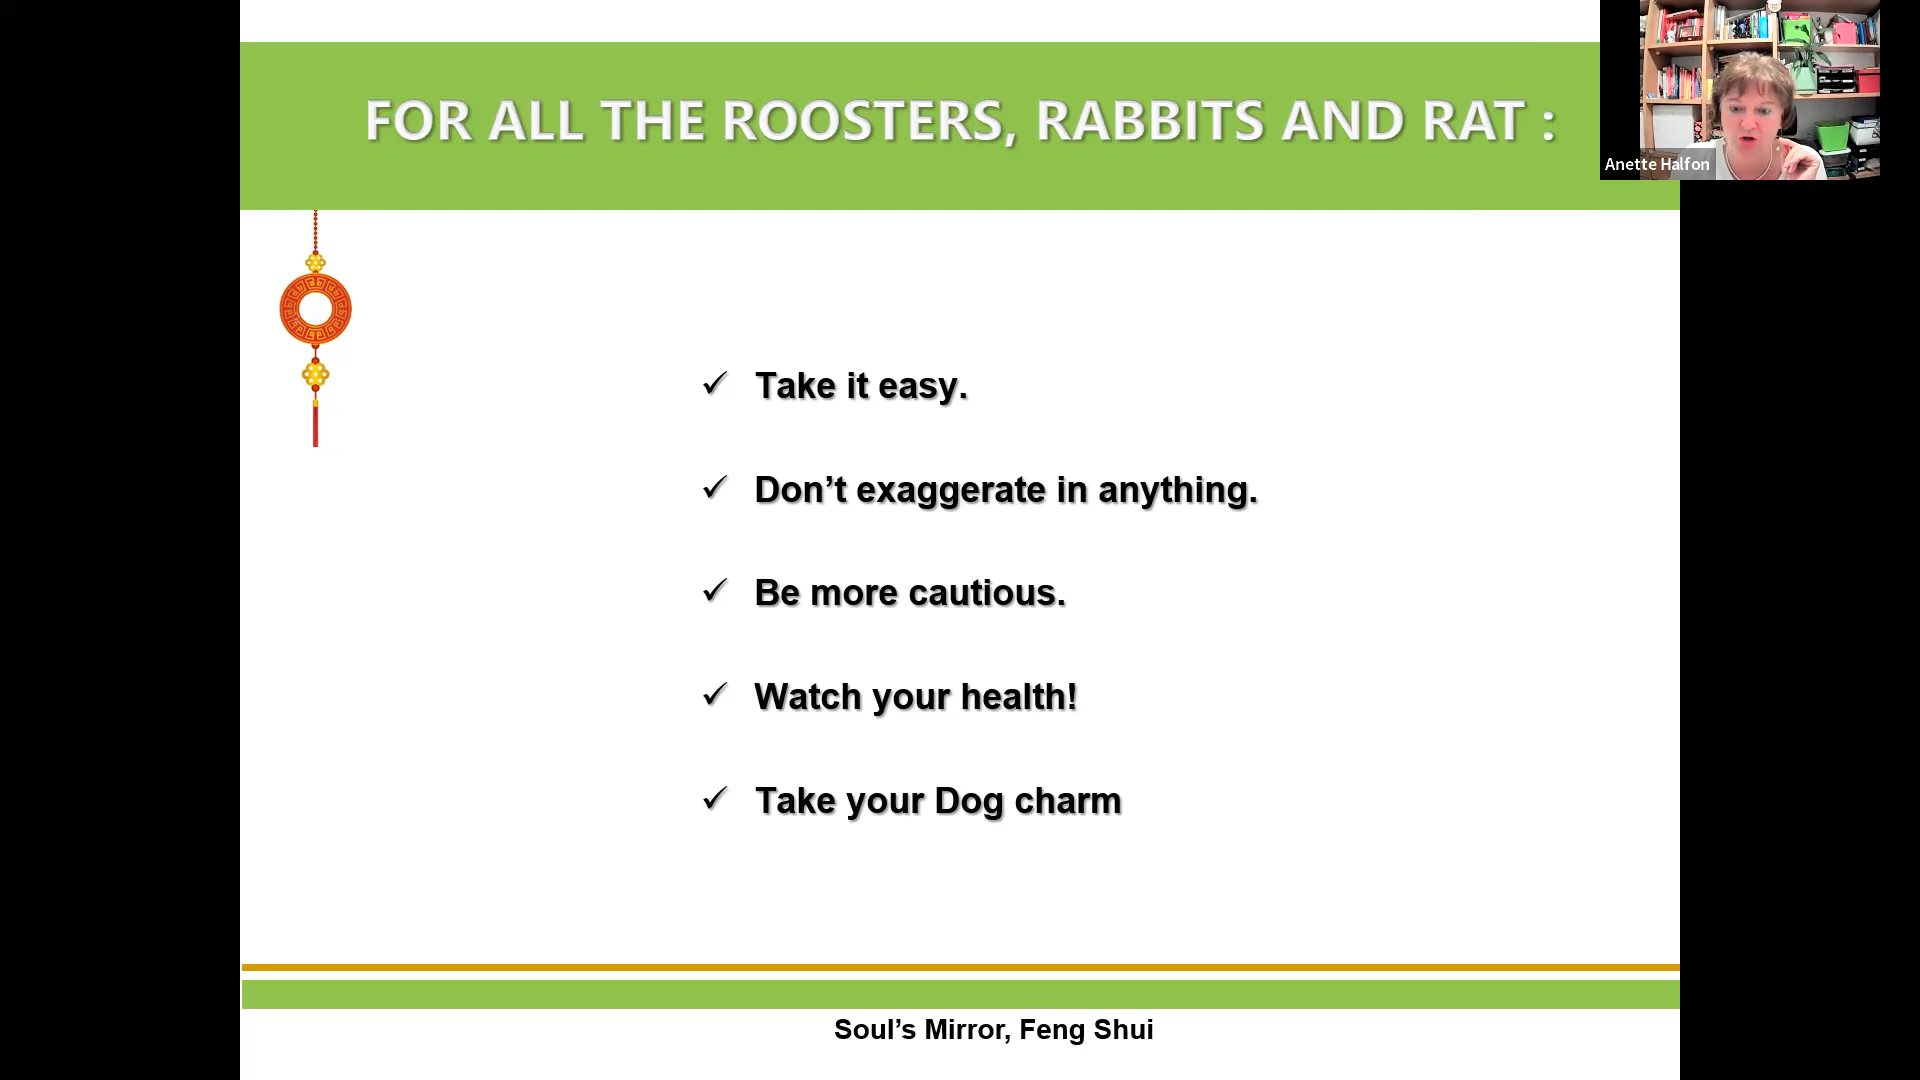 FOR ALL THE ROOSTERS, RABBITS AND RAT :
Anette Halfon
✓ Take it easy.
✓ Don’t exaggerate in anything.
✓ Be more cautious.
✓ Watch your health!
✓ Take your Dog charm
Soul’s Mirror, Feng Shui